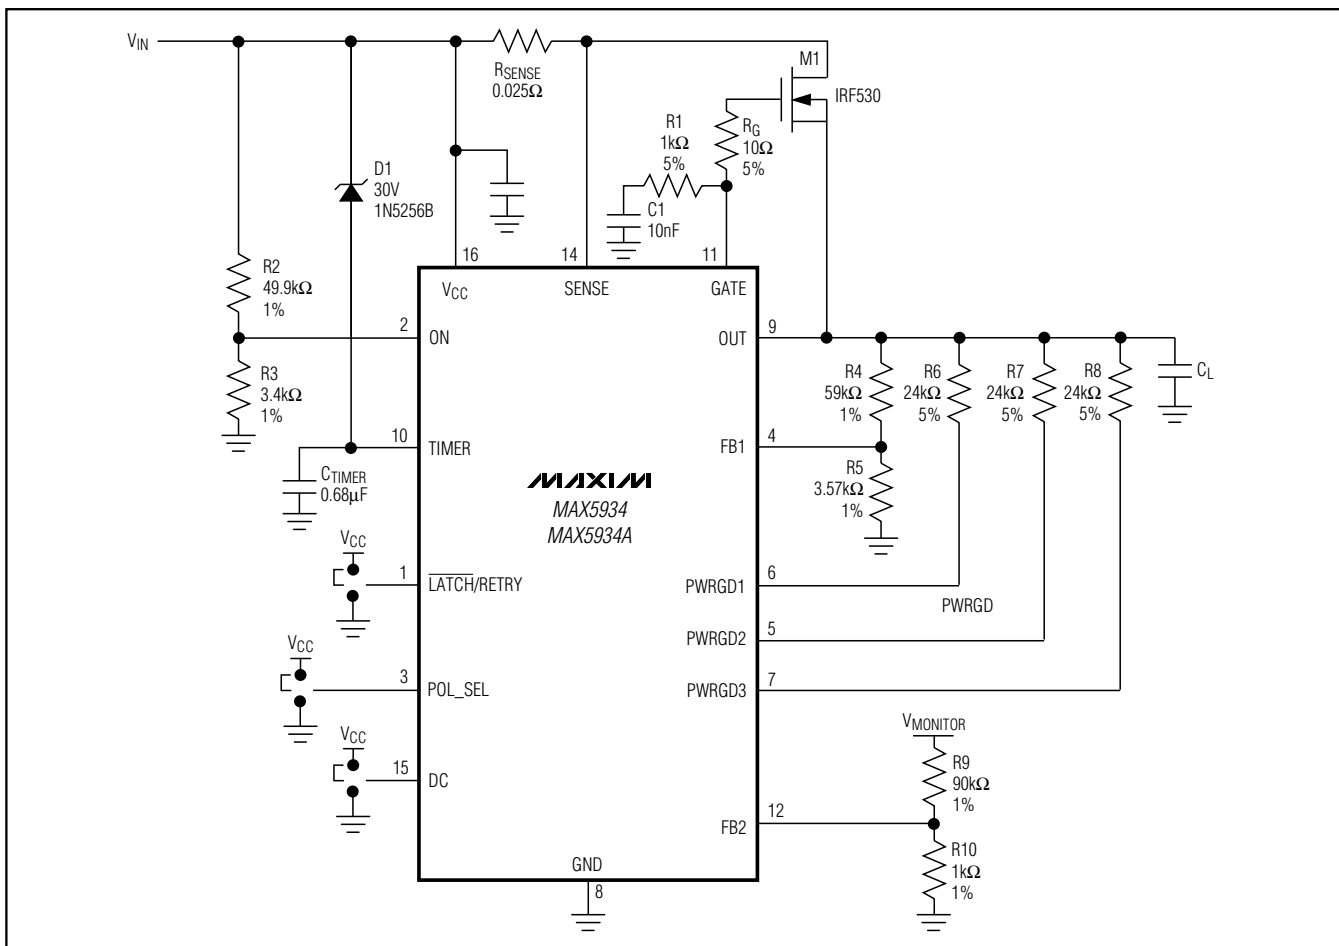 V_IN
R_SENSE
0.025Ω
M1
IRF530
R1
1kΩ
5%
R_G
10Ω
5%
D1
30V
1N5256B
C1
10nF
16
14
11
V_CC
SENSE
GATE
R2
49.9kΩ
1%
2
ON
OUT
9
R3
3.4kΩ
1%
R4
59kΩ
1%
R6
24kΩ
5%
R7
24kΩ
5%
R8
24kΩ
5%
C_L
10
TIMER
FB1
4
C_TIMER
0.68μF
R5
3.57kΩ
1%
MAXIM
MAX5934
MAX5934A
V_CC
1
L̅A̅T̅C̅H̅/RETRY
PWRGD1
6
PWRGD
PWRGD2
5
V_CC
3
POL_SEL
PWRGD3
7
V_CC
15
DC
V_MONITOR
R9
90kΩ
1%
FB2
12
R10
1kΩ
1%
GND
8